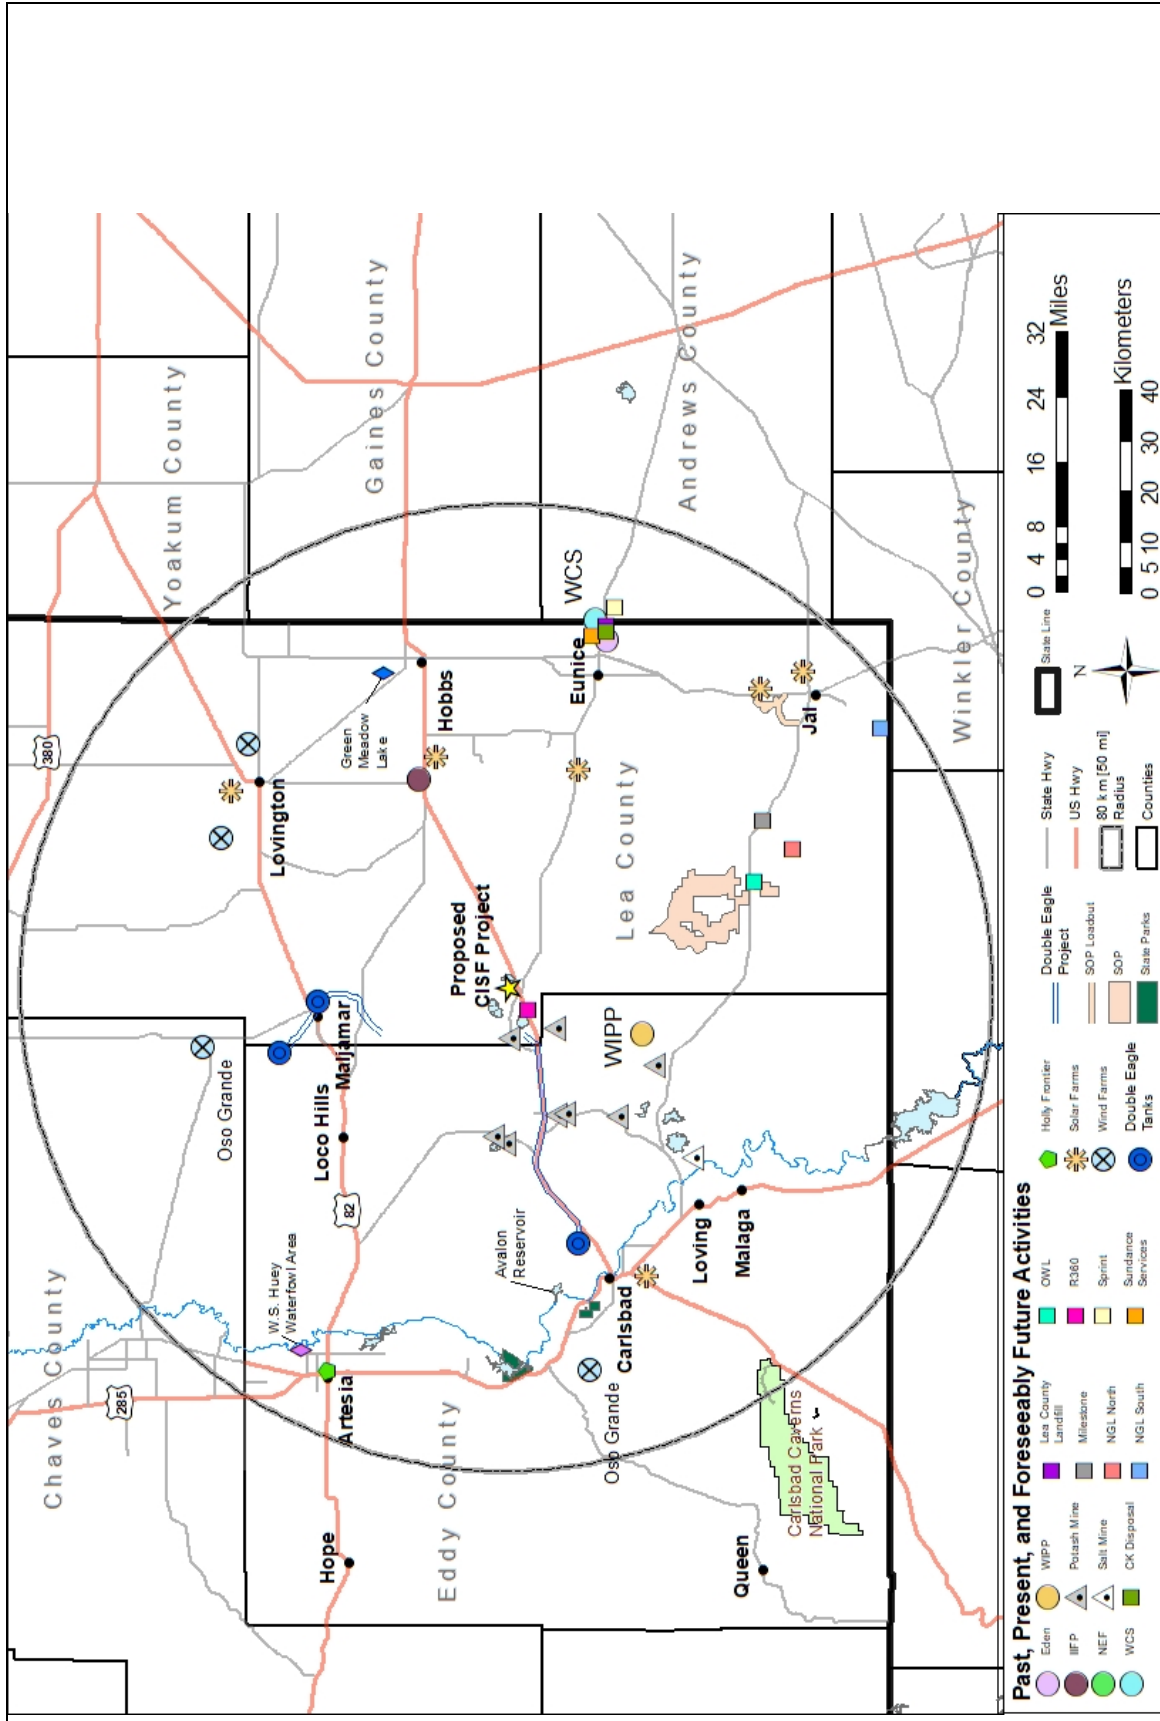 Chaves County
Yoakum County
Gaines County
Andrews County
Winkler County
Lea County
Eddy County
380
285
82
Oso Grande
W.S. Huey
Waterfowl Area
Artesia
Hope
Loco Hills
Maljamar
Lovington
Green
Meadow
Lake
Hobbs
Proposed
CISF Project
WCS
Eunice
Jal
WIPP
Avalon
Reservoir
Carlsbad
Oso Grande
Loving
Malaga
Carlsbad Caverns
National Park
Queen
Past, Present, and Foreseeably Future Activities
Eden
IIFP
NEF
WCS
WIPP
Potash Mine
Salt Mine
CK Disposal
Lea County
Landfill
Milestone
NGL North
NGL South
OWL
R360
Sprint
Sundance
Services
Holly Frontier
Solar Farms
Wind Farms
Double Eagle
Tanks
Double Eagle
Project
SOP Loadout
SOP
State Parks
State Hwy
US Hwy
80 km [50 mi]
Radius
Counties
State Line
N
0 4 8 16 24 32
Miles
Kilometers
0 5 10 20 30 40